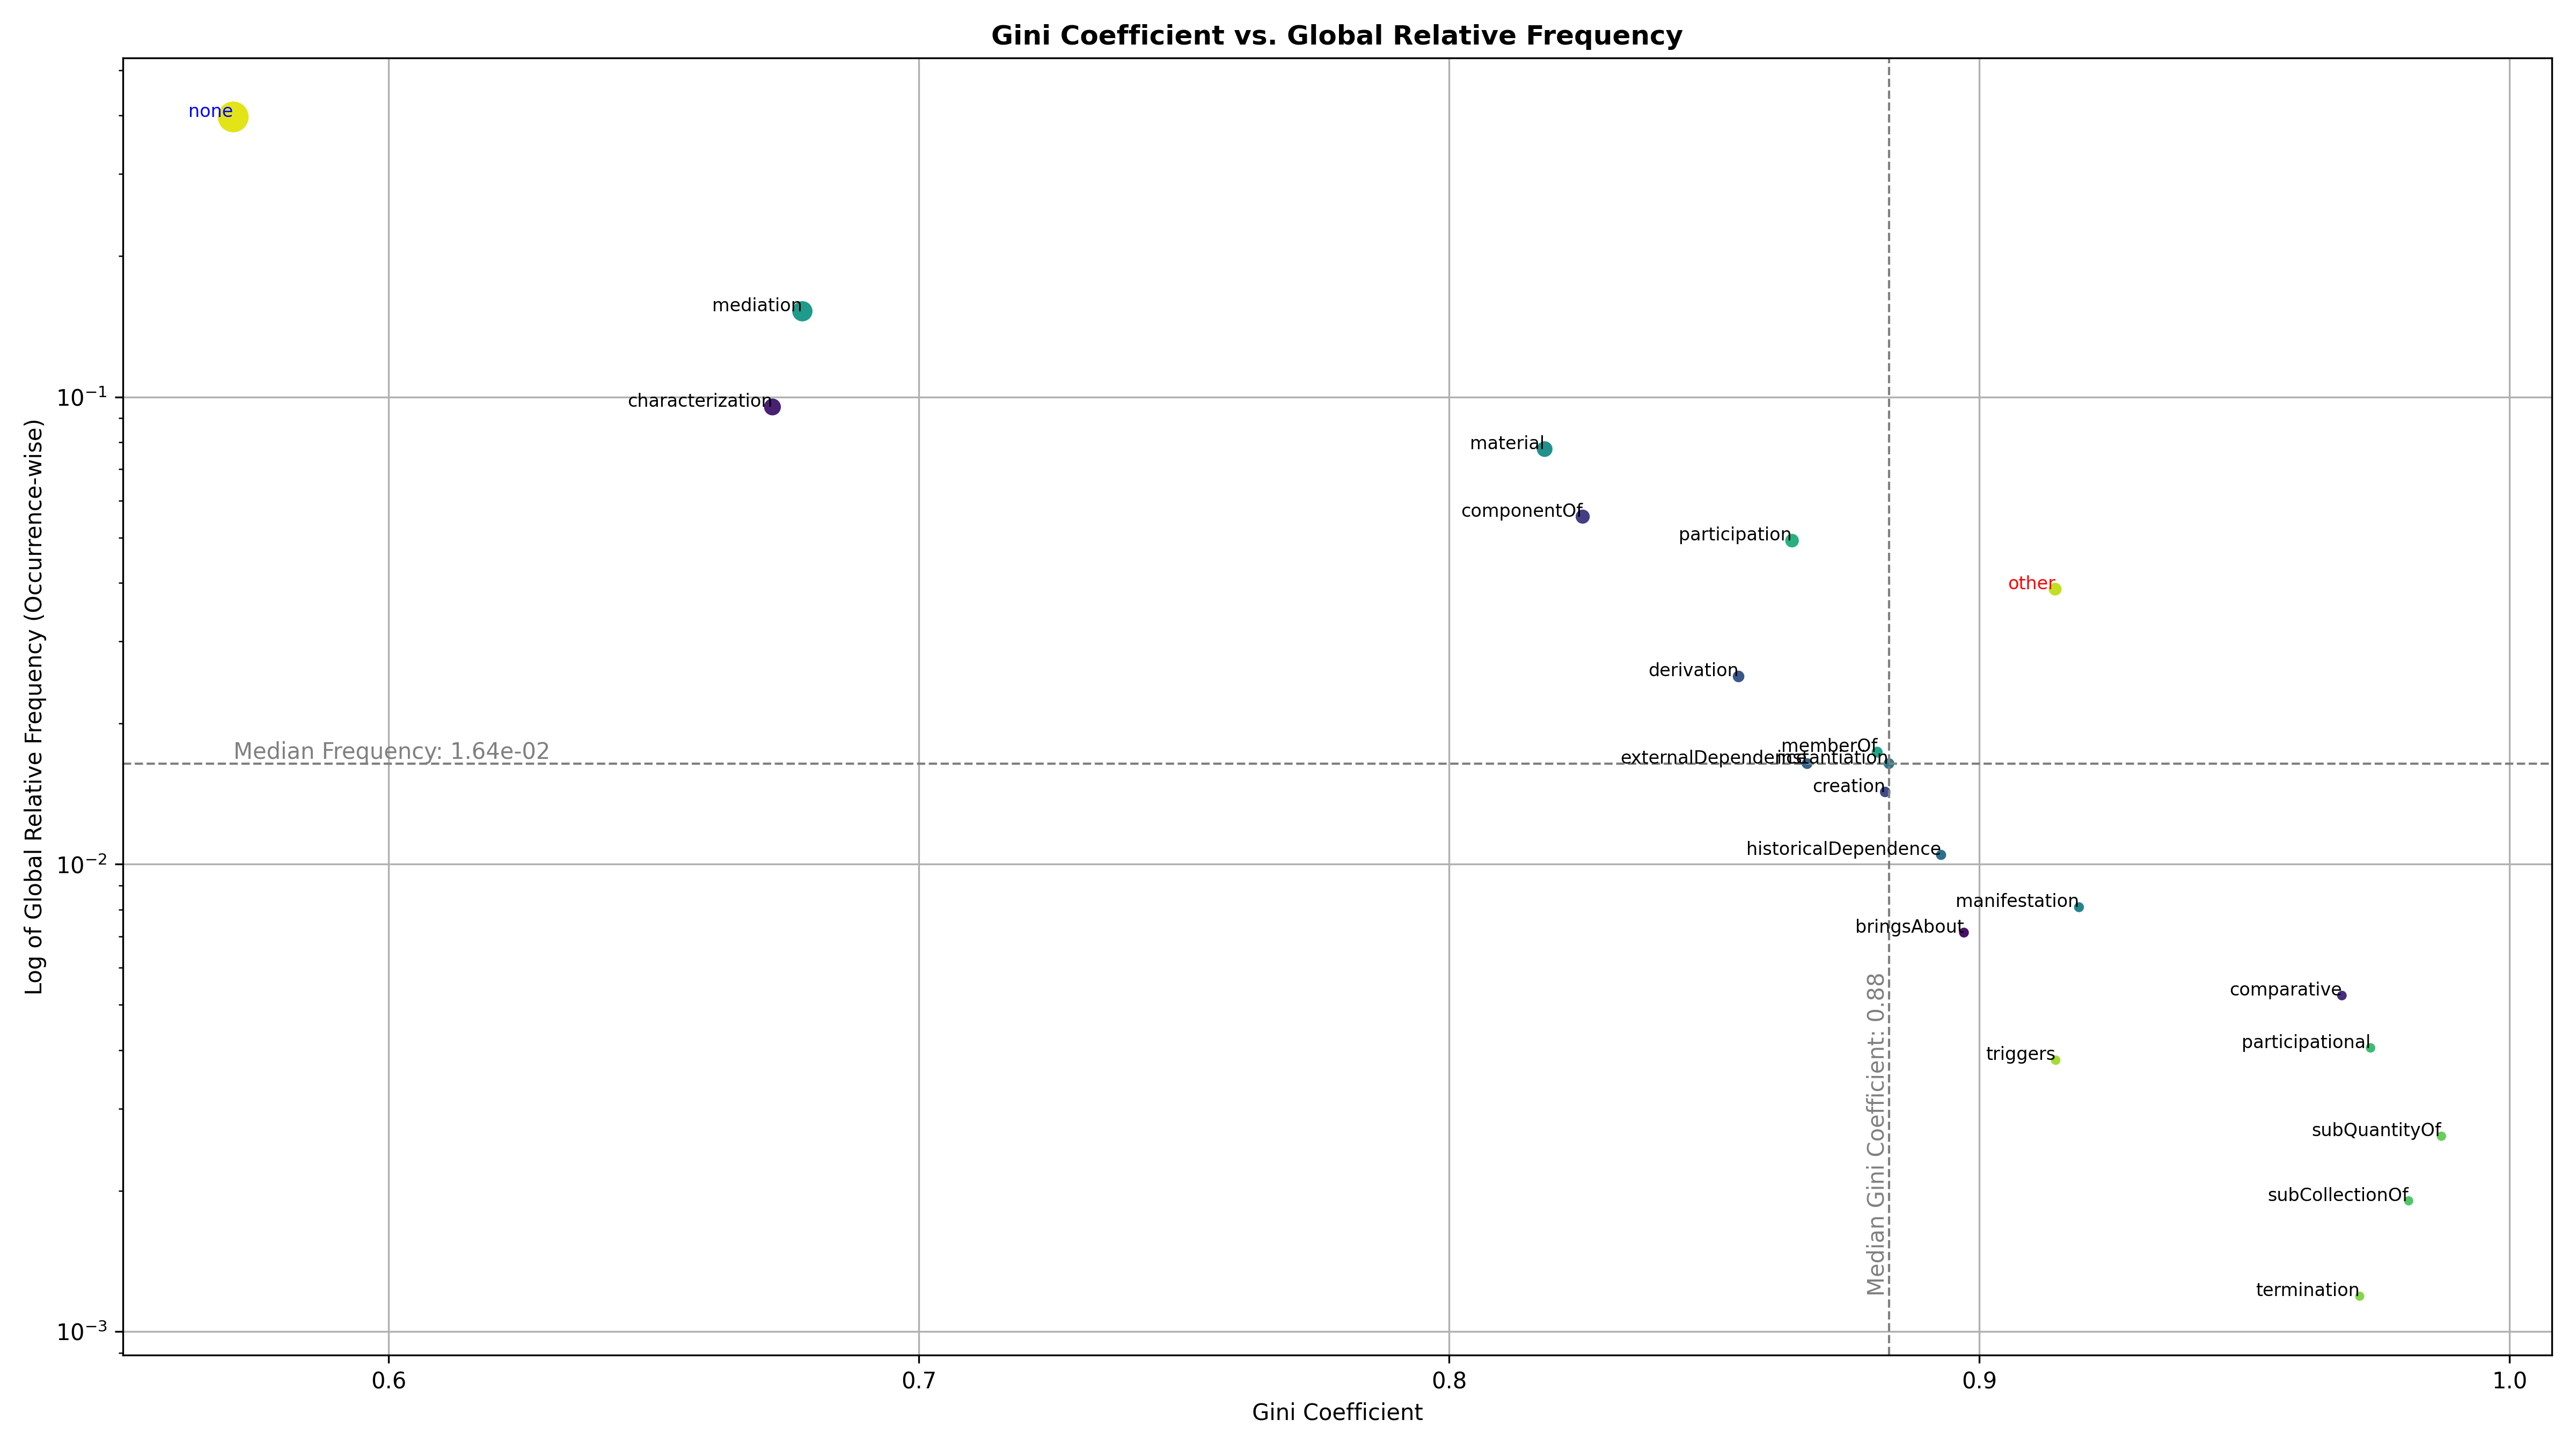 Gini Coefficient vs. Global Relative Frequency
none
mediation
10⁻¹
characterization
material
componentOf
participation
other
derivation
Median Frequency: 1.64e-02
memberOf
externalDependence
instantiation
creation
historicalDependence
10⁻²
manifestation
bringsAbout
comparative
participational
triggers
subQuantityOf
subCollectionOf
termination
10⁻³
Median Gini Coefficient: 0.88
Log of Global Relative Frequency (Occurrence-wise)
0.6 0.7 0.8 0.9 1.0
Gini Coefficient